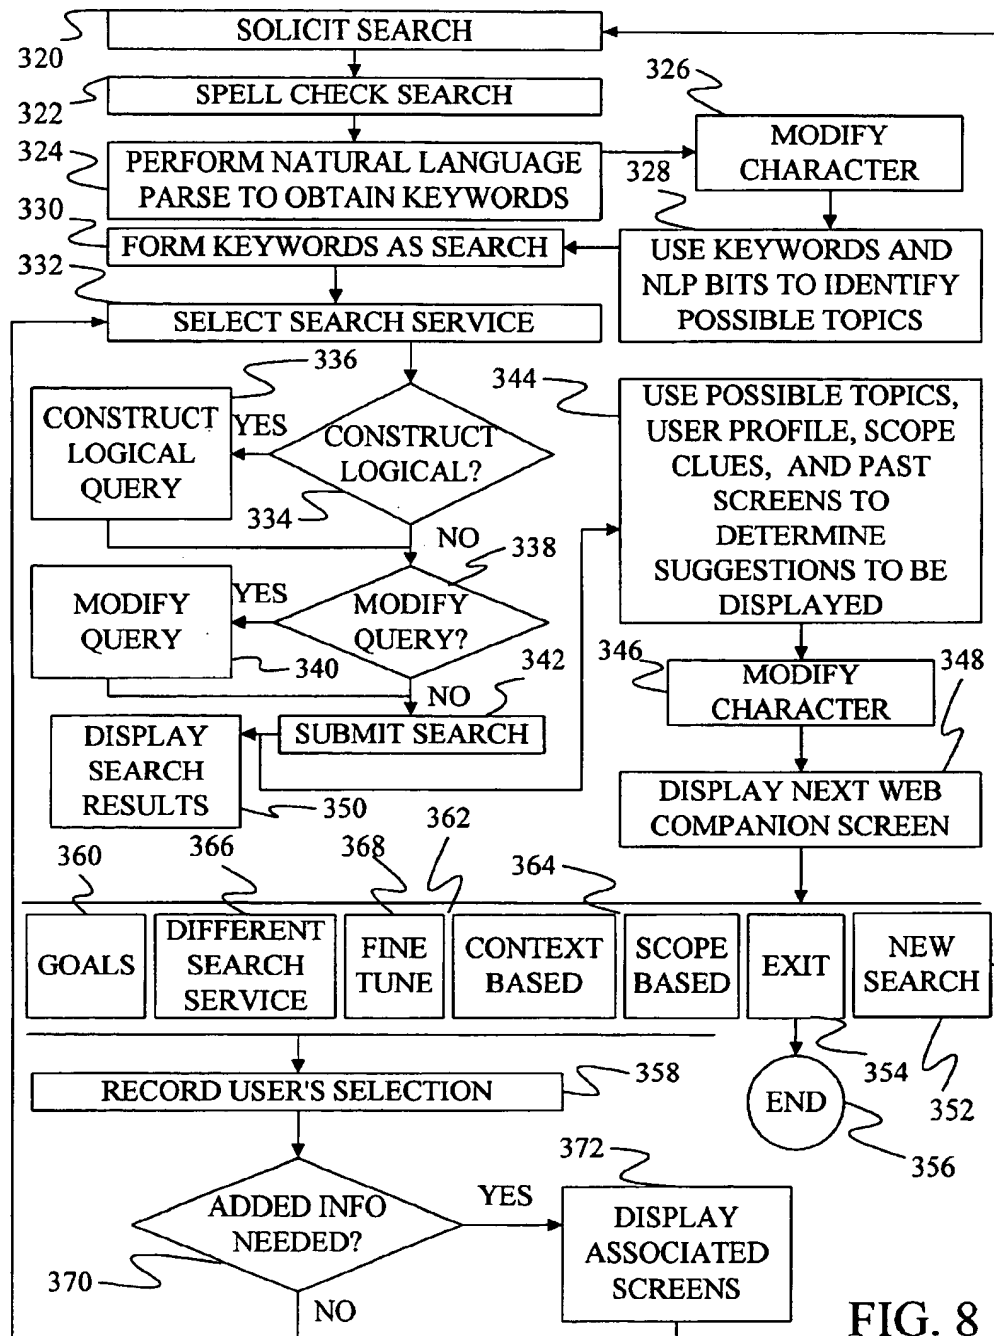 SOLICIT SEARCH
320
SPELL CHECK SEARCH
322
326
MODIFY
CHARACTER
324
PERFORM NATURAL LANGUAGE
PARSE TO OBTAIN KEYWORDS
328
330
FORM KEYWORDS AS SEARCH
USE KEYWORDS AND
NLP BITS TO IDENTIFY
POSSIBLE TOPICS
332
SELECT SEARCH SERVICE
336
CONSTRUCT
LOGICAL
QUERY
YES
CONSTRUCT
LOGICAL?
334
NO
344
USE POSSIBLE TOPICS,
USER PROFILE, SCOPE
CLUES, AND PAST
SCREENS TO
DETERMINE
SUGGESTIONS TO BE
DISPLAYED
338
MODIFY
QUERY
YES
MODIFY
QUERY?
340
342
NO
346
MODIFY
CHARACTER
348
SUBMIT SEARCH
DISPLAY
SEARCH
RESULTS
350
DISPLAY NEXT WEB
COMPANION SCREEN
360
366
368
362
364
GOALS
DIFFERENT
SEARCH
SERVICE
FINE
TUNE
CONTEXT
BASED
SCOPE
BASED
EXIT
NEW
SEARCH
RECORD USER'S SELECTION
358
354
352
END
356
372
ADDED INFO
NEEDED?
YES
DISPLAY
ASSOCIATED
SCREENS
370
NO
FIG. 8